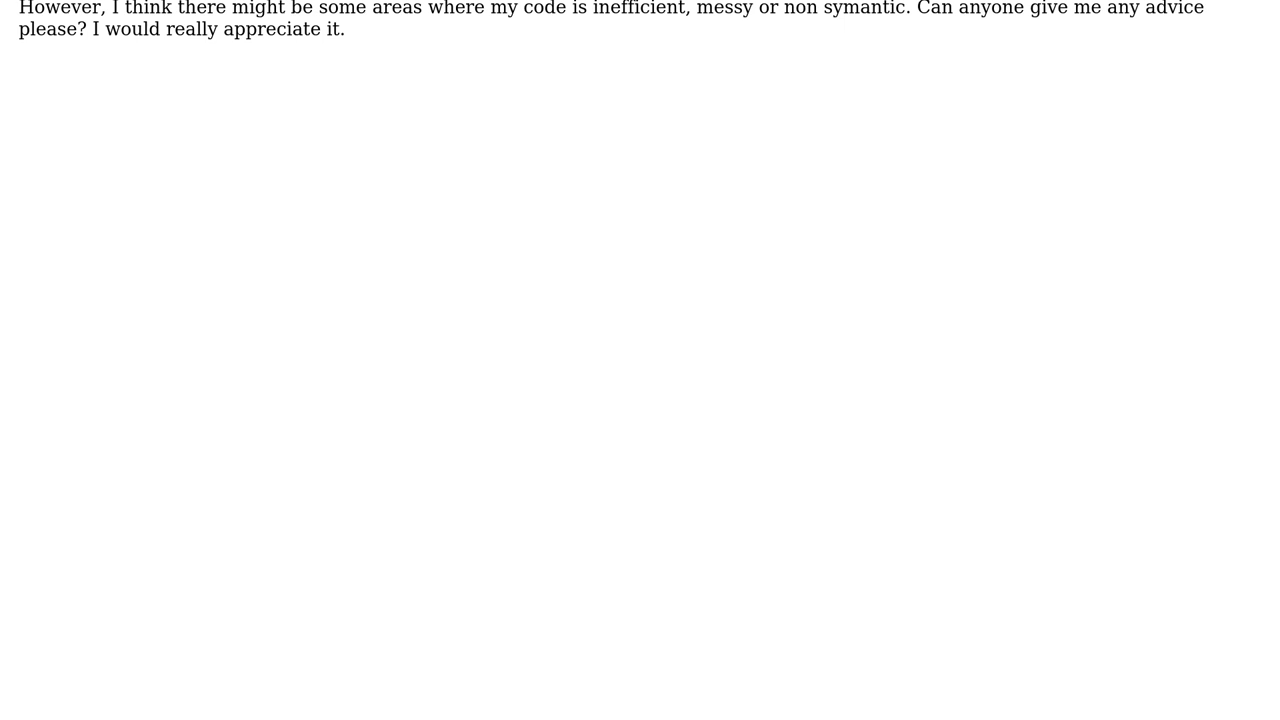 However, I think there might be some areas where my code is inefficient, messy or non symantic. Can anyone give me any advice
please? I would really appreciate it.